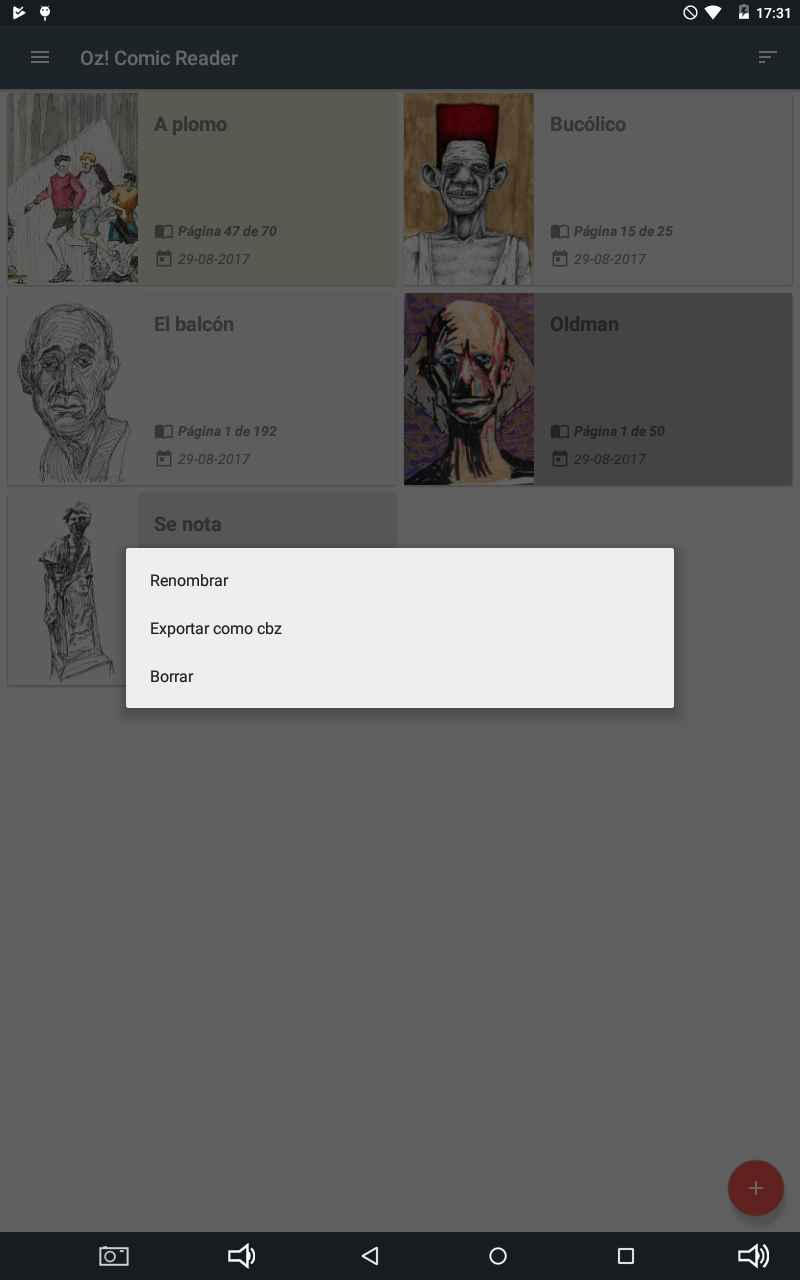 17:31
Oz! Comic Reader
A plomo
Página 47 de 70
29-08-2017
Bucólico
Página 15 de 25
29-08-2017
El balcón
Página 1 de 192
29-08-2017
Oldman
Página 1 de 50
29-08-2017
Se nota
Renombrar
Exportar como cbz
Borrar